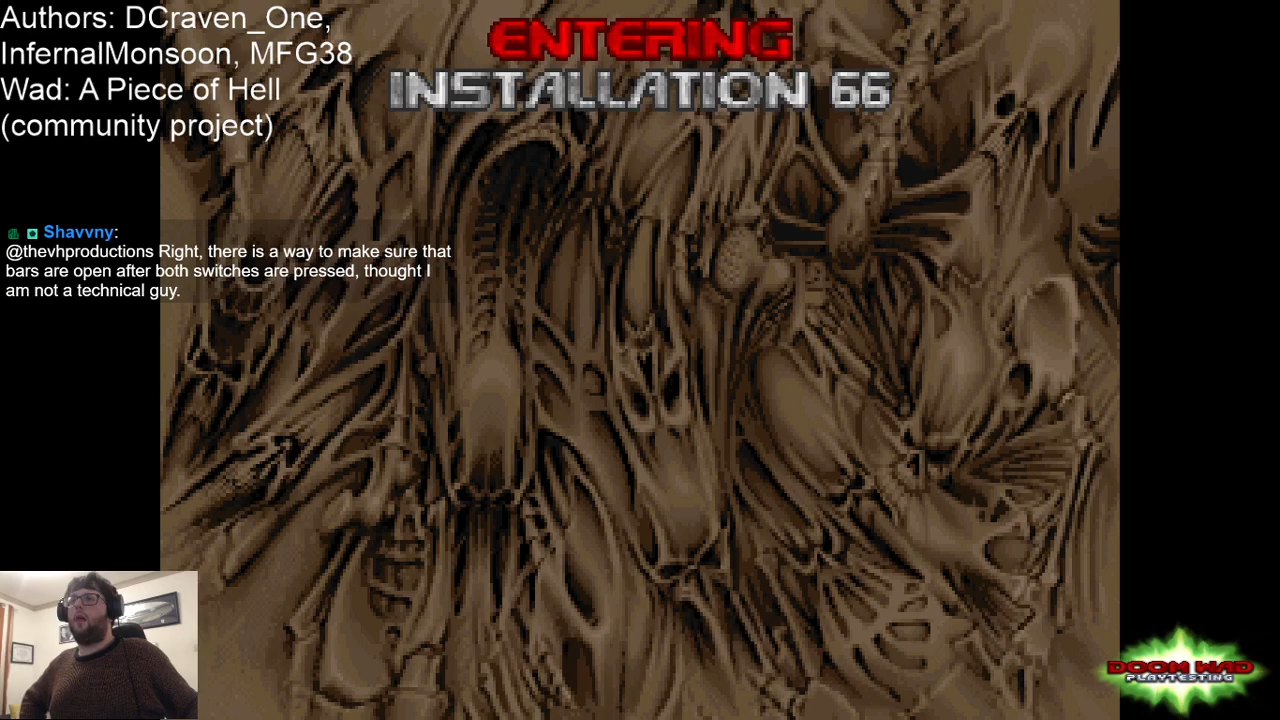 Authors: DCraven_One,
InfernalMonsoon, MFG38
Wad: A Piece of Hell
(community project)
ENTERING
INSTALLATION 66
Shavvny:
@thevhproductions Right, there is a way to make sure that
bars are open after both switches are pressed, thought I
am not a technical guy.
DOOM WAD
PLAYTESTING